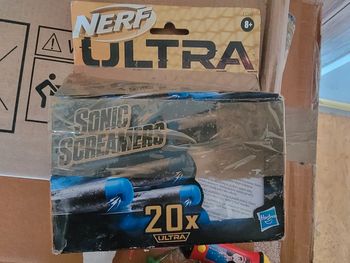 NERF
8+
ULTRA
SONIC
SCREAMERS
20x
ULTRA
Hasbro